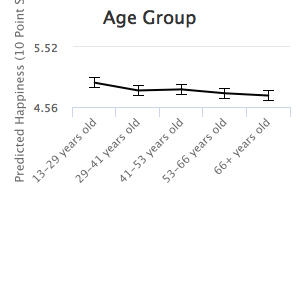 Age Group
Predicted Happiness (10 Point S
5.52
4.56
13-29 years old
29-41 years old
41-53 years old
53-66 years old
66+ years old